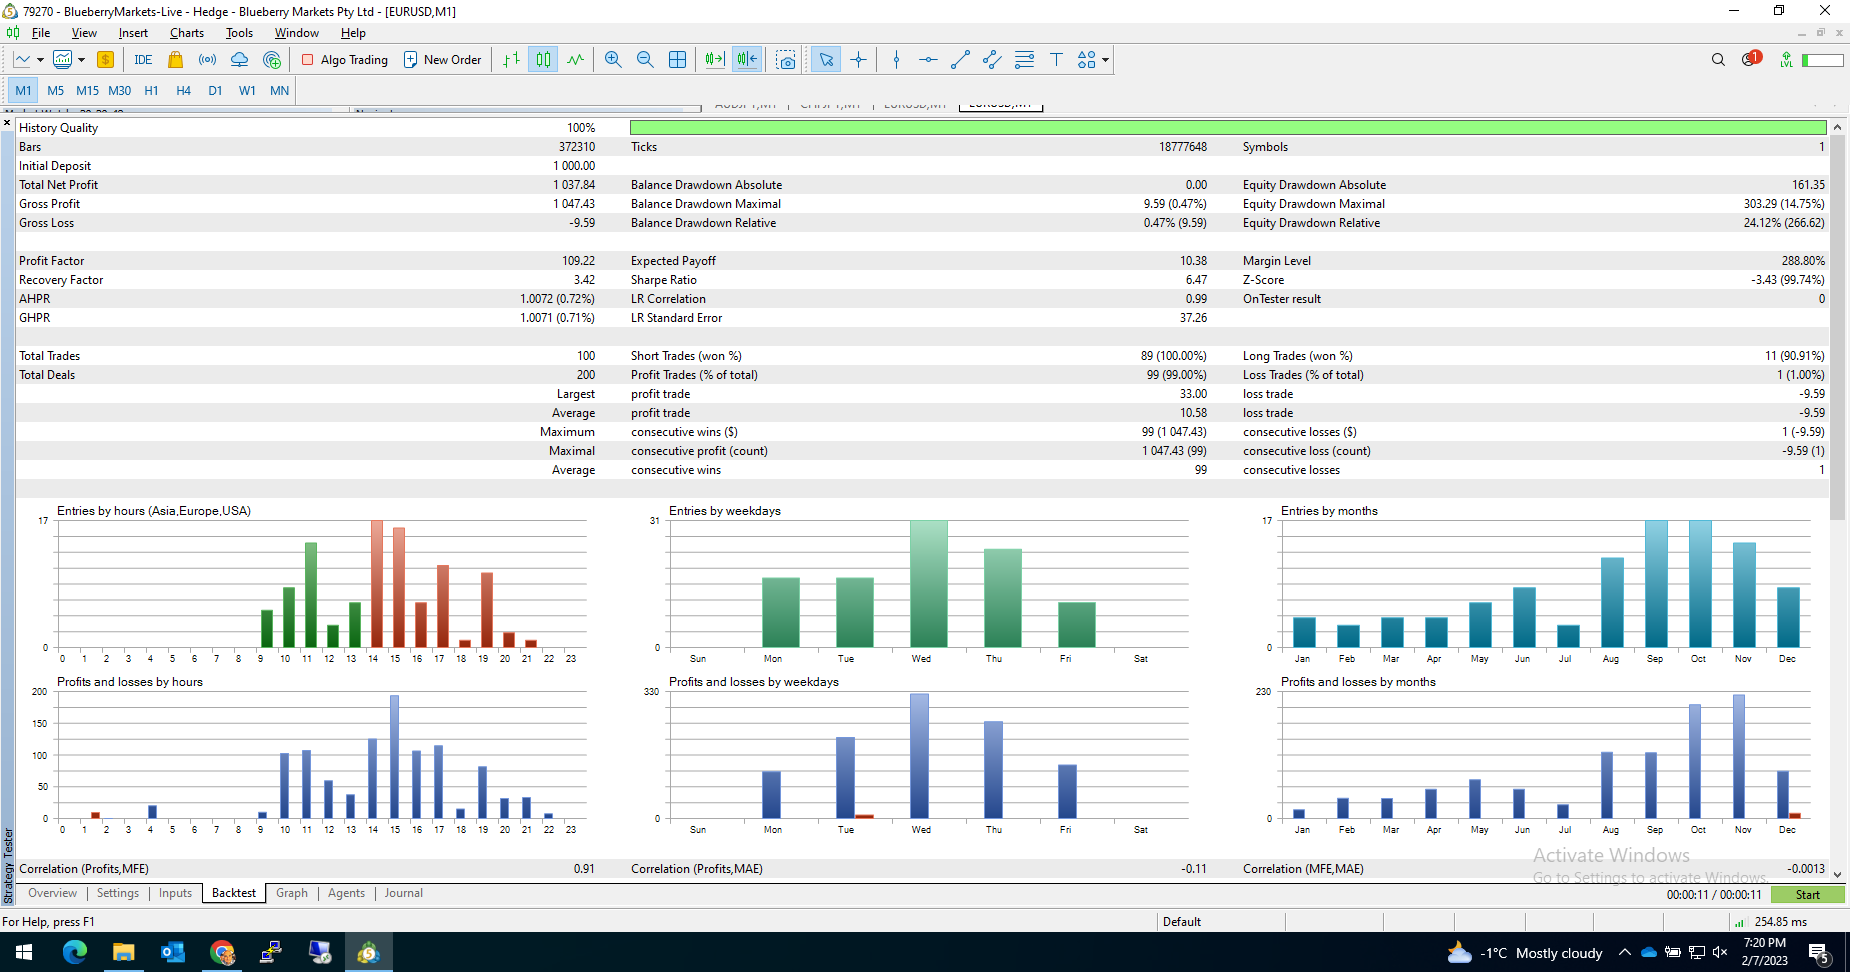 79270 - BlueberryMarkets-Live - Hedge - Blueberry Markets Pty Ltd - [EURUSD,M1]
File View Insert Charts Tools Window Help
IDE Algo Trading New Order 1 LVL
M1 M5 M15 M30 H1 H4 D1 W1 MN
History Quality 100%
Bars 372310 Ticks 18777648 Symbols 1
Initial Deposit 1 000.00
Total Net Profit 1 037.84 Balance Drawdown Absolute 0.00 Equity Drawdown Absolute 161.35
Gross Profit 1 047.43 Balance Drawdown Maximal 9.59 (0.47%) Equity Drawdown Maximal 303.29 (14.75%)
Gross Loss -9.59 Balance Drawdown Relative 0.47% (9.59) Equity Drawdown Relative 24.12% (266.62)
Profit Factor 109.22 Expected Payoff 10.38 Margin Level 288.80%
Recovery Factor 3.42 Sharpe Ratio 6.47 Z-Score -3.43 (99.74%)
AHPR 1.0072 (0.72%) LR Correlation 0.99 OnTester result 0
GHPR 1.0071 (0.71%) LR Standard Error 37.26
Total Trades 100 Short Trades (won %) 89 (100.00%) Long Trades (won %) 11 (90.91%)
Total Deals 200 Profit Trades (% of total) 99 (99.00%) Loss Trades (% of total) 1 (1.00%)
Largest profit trade 33.00 loss trade -9.59
Average profit trade 10.58 loss trade -9.59
Maximum consecutive wins ($) 99 (1 047.43) consecutive losses ($) 1 (-9.59)
Maximal consecutive profit (count) 1 047.43 (99) consecutive loss (count) -9.59 (1)
Average consecutive wins 99 consecutive losses 1
Entries by hours (Asia,Europe,USA) Entries by weekdays Entries by months
17 31 17
0 0 0
0 1 2 3 4 5 6 7 8 9 10 11 12 13 14 15 16 17 18 19 20 21 22 23 Sun Mon Tue Wed Thu Fri Sat Jan Feb Mar Apr May Jun Jul Aug Sep Oct Nov Dec
Profits and losses by hours Profits and losses by weekdays Profits and losses by months
200 330 230
150
100
50
0 0 0
0 1 2 3 4 5 6 7 8 9 10 11 12 13 14 15 16 17 18 19 20 21 22 23 Sun Mon Tue Wed Thu Fri Sat Jan Feb Mar Apr May Jun Jul Aug Sep Oct Nov Dec
Activate Windows
Correlation (Profits,MFE) 0.91 Correlation (Profits,MAE) -0.11 Correlation (MFE,MAE) -0.0013
Go to Settings to activate Windows.
Strategy Tester
Overview Settings Inputs Backtest Graph Agents Journal 00:00:11 / 00:00:11 Start
For Help, press F1 Default 254.85 ms
-1°C Mostly cloudy 7:20 PM
2/7/2023 5